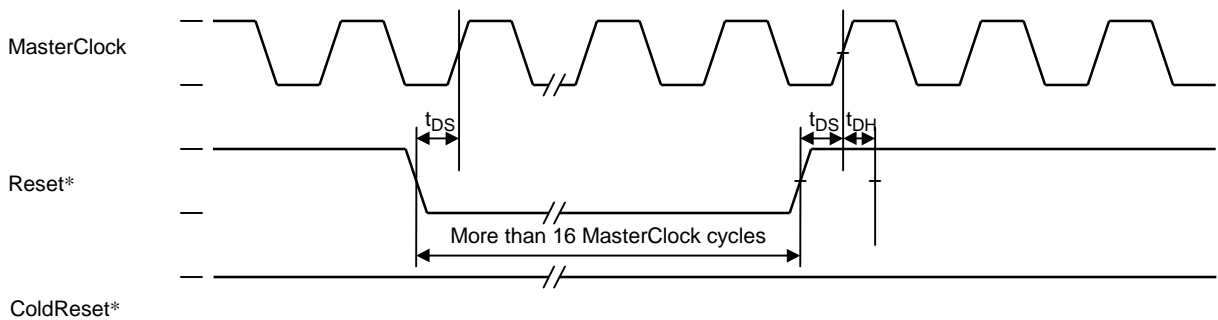 MasterClock
tDS
tDS
tDH
Reset*
More than 16 MasterClock cycles
ColdReset*